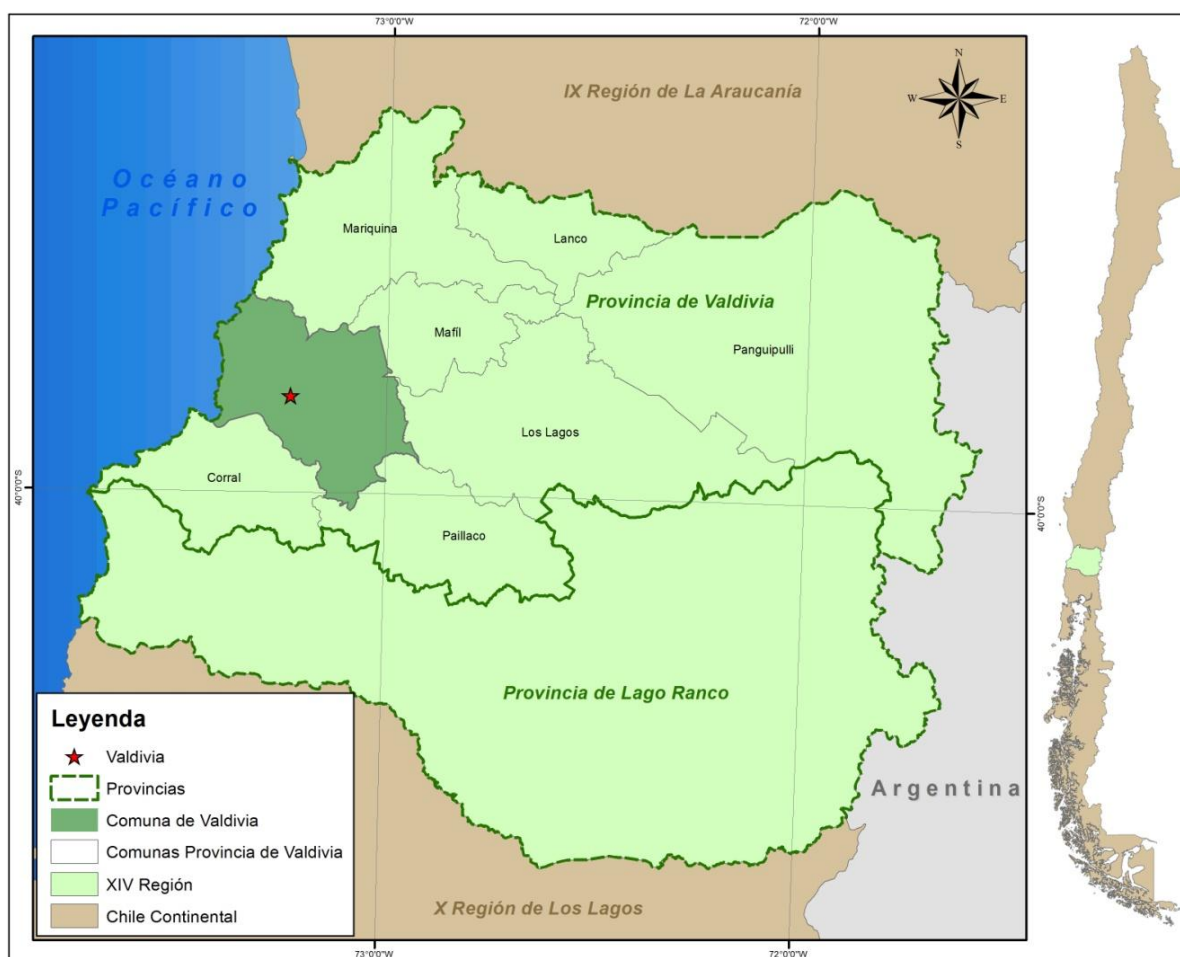 73°0'0"W
72°0'0"W
IX Región de La Araucanía
N
W
E
S
Océano
Pacífico
Mariquina
Lanco
Provincia de Valdivia
Mafíl
Panguipulli
Los Lagos
Corral
40°0'0"S
40°0'0"S
Paillaco
Provincia de Lago Ranco
Leyenda
Valdivia
Provincias
Comuna de Valdivia
Comunas Provincia de Valdivia
XIV Región
Chile Continental
Argentina
X Región de Los Lagos
73°0'0"W
72°0'0"W